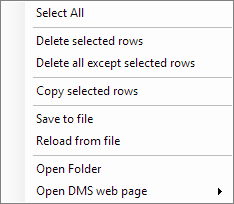 Select All
Delete selected rows
Delete all except selected rows
Copy selected rows
Save to file
Reload from file
Open Folder
Open DMS web page